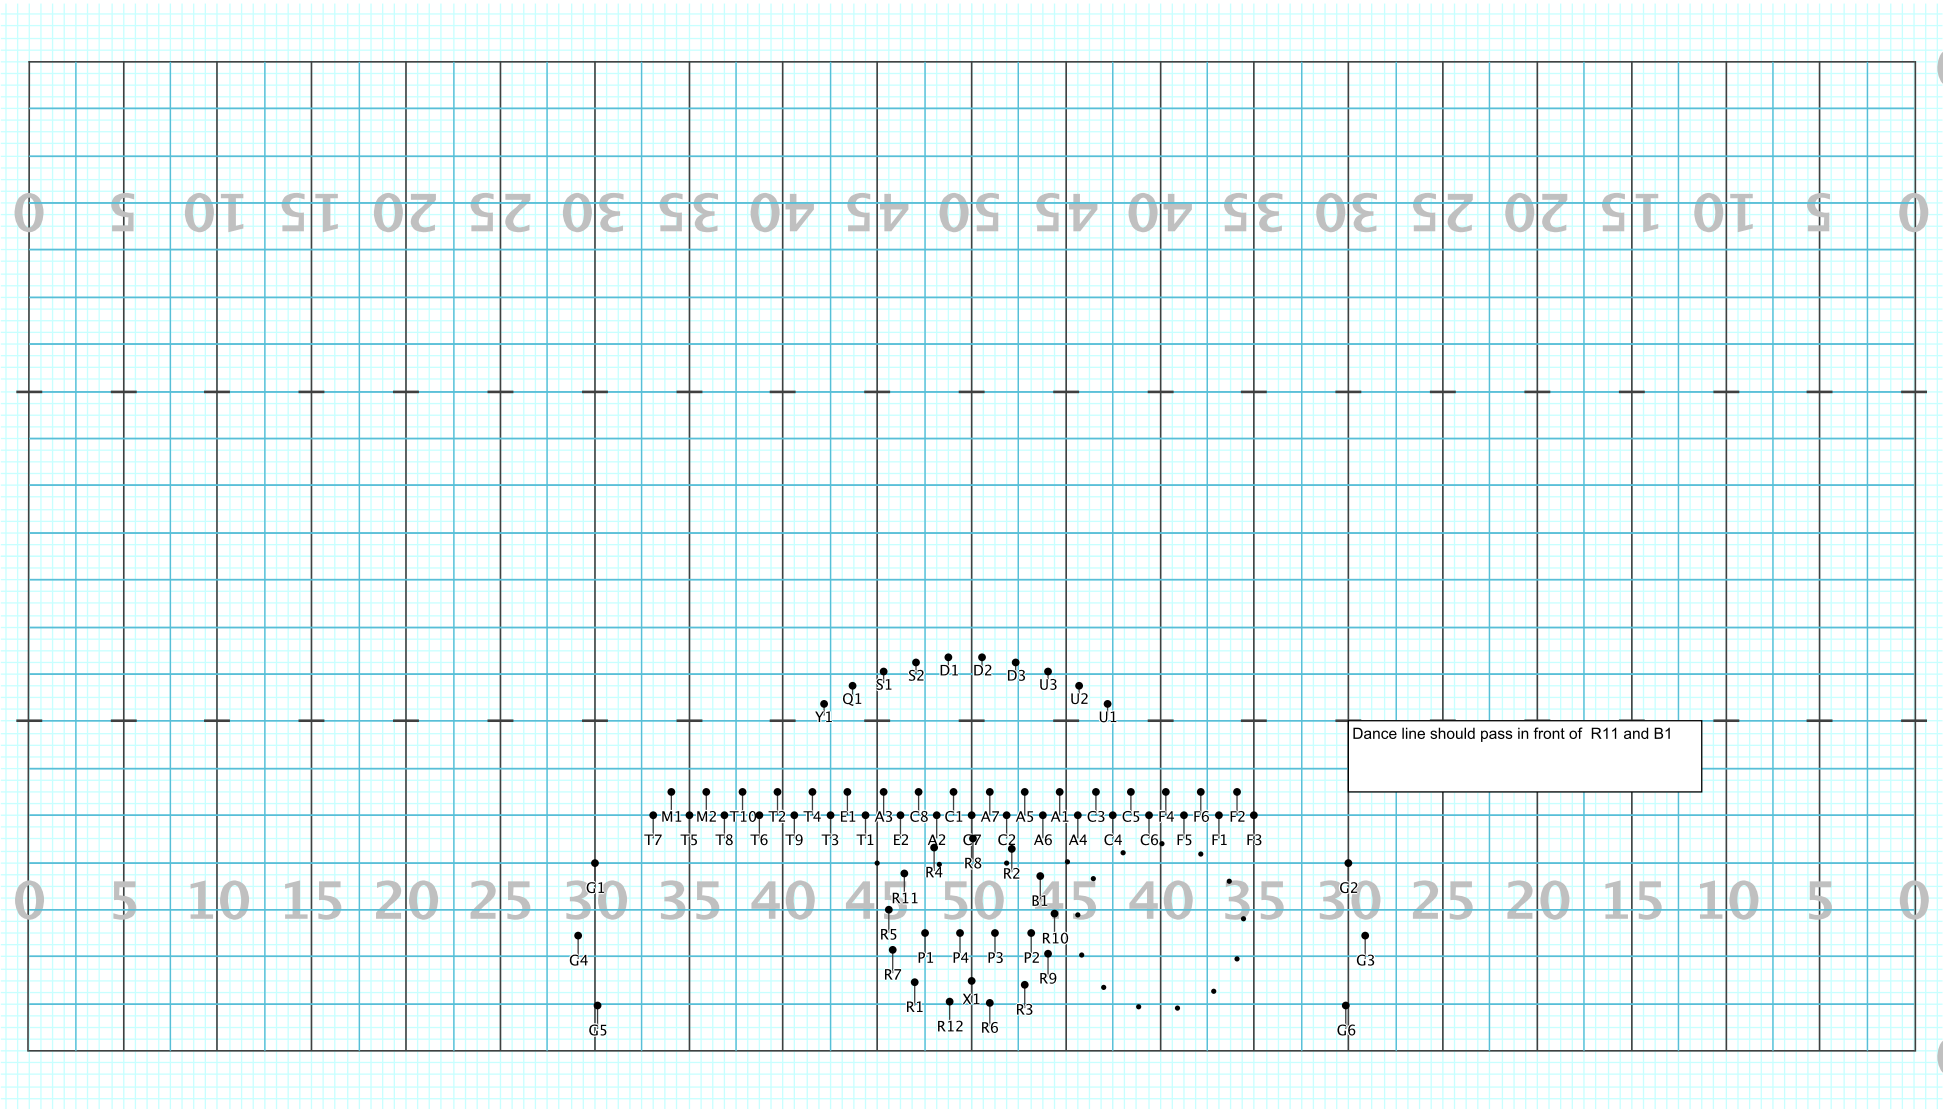 0 5 10 15 20 25 30 35 40 45 50 45 40 35 30 25 20 15 10 5 0
D1 D2
S2 D3
S1 U3
Q1 U2
Y1 U1
Dance line should pass in front of R11 and B1
M1 M2 T10 T2 T4 E1 A3 C8 C1 A7 A5 A1 C3 C5 F4 F6 F2
T7 T5 T8 T6 T9 T3 T1 E2 A2 C7 C2 A6 A4 C4 C6 F5 F1 F3
R8
R4 R2
G1 G2
R11 B1
0 5 10 15 20 25 30 35 40 45 50 45 40 35 30 25 20 15 10 5 0
R5 R10
G4 P1 P4 P3 P2 G3
R7 R9
R1 X1 R3
R12 R6
G5 G6